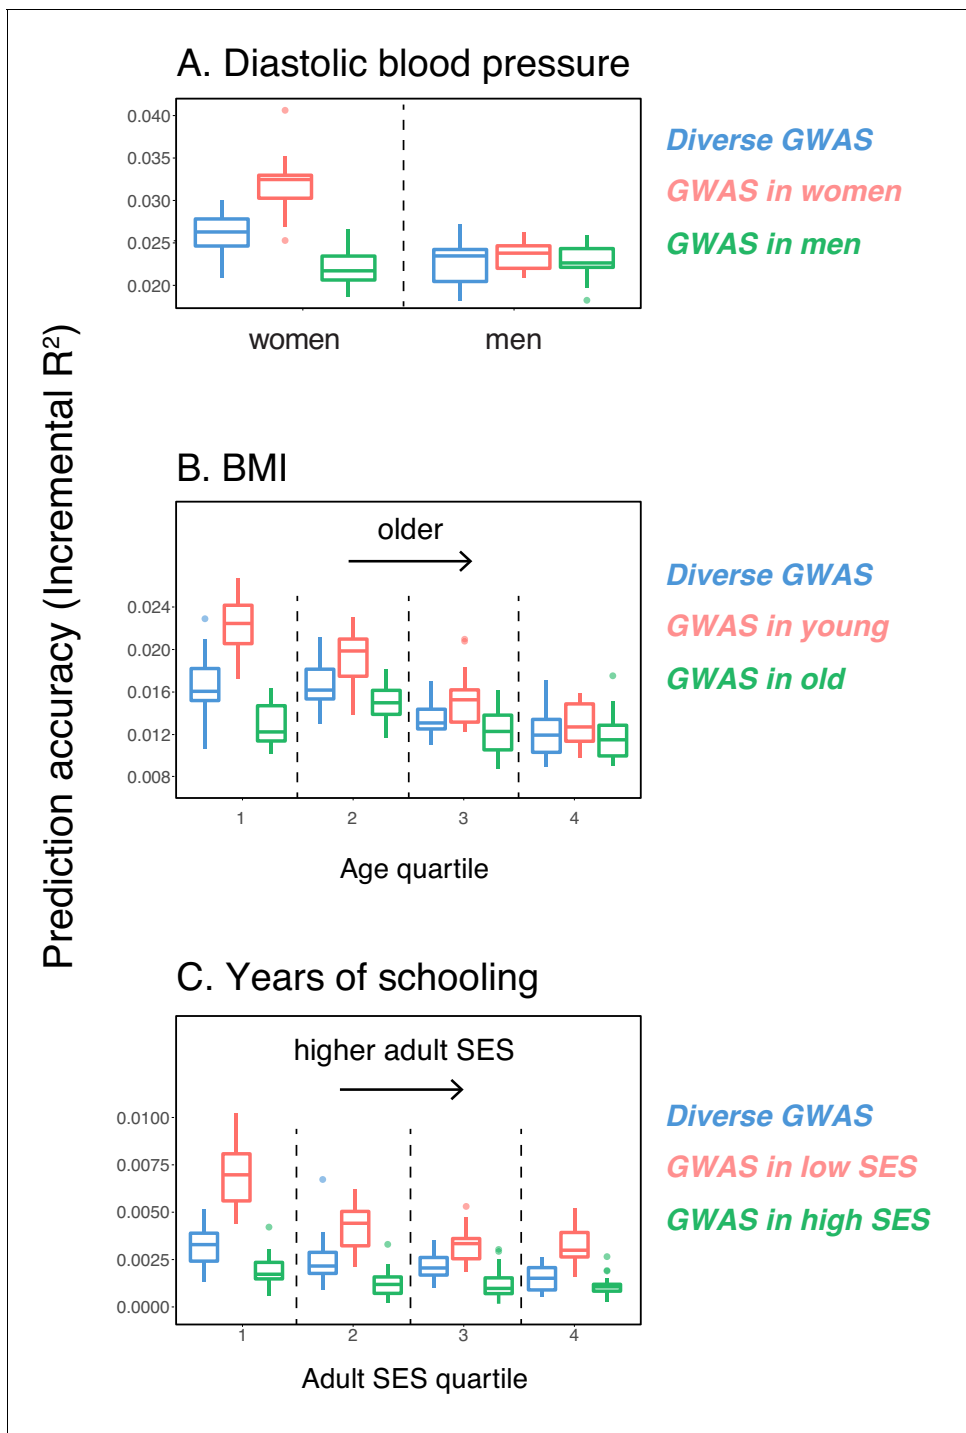 A. Diastolic blood pressure
0.040
0.035
0.030
0.025
0.020
women
men
Diverse GWAS
GWAS in women
GWAS in men
Prediction accuracy (Incremental R²)
B. BMI
older
0.024
0.020
0.016
0.012
0.008
1 2 3 4
Age quartile
Diverse GWAS
GWAS in young
GWAS in old
C. Years of schooling
higher adult SES
0.0100
0.0075
0.0050
0.0025
0.0000
1 2 3 4
Adult SES quartile
Diverse GWAS
GWAS in low SES
GWAS in high SES